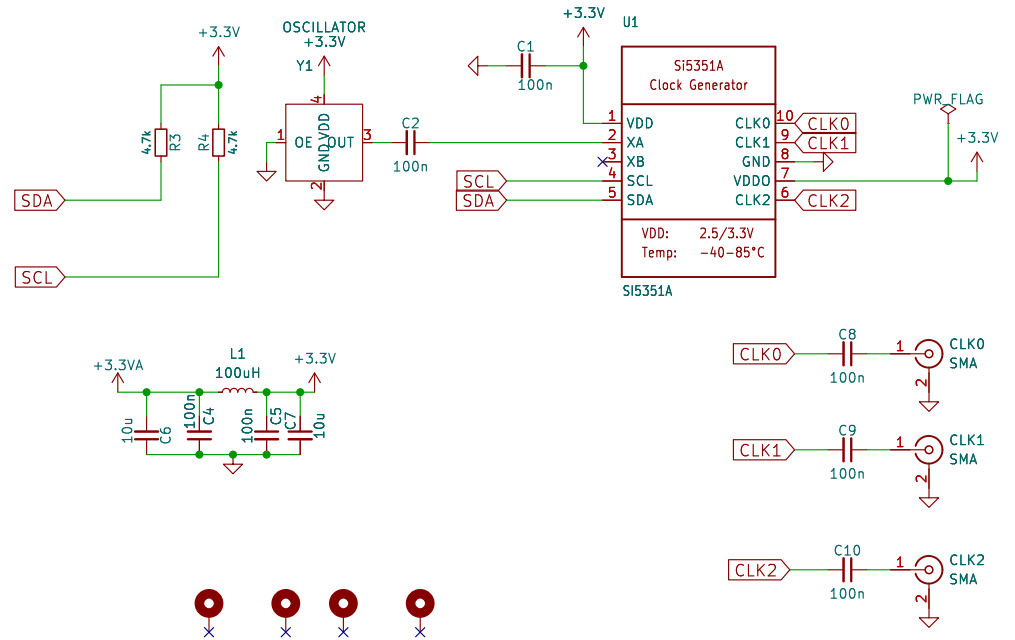 +3.3V
4.7k
R3
R4
4.7k
SDA
SCL
OSCILLATOR
+3.3V
Y1
4
1
OE
VDD
GND
OUT
3
2
C2
100n
C1
100n
+3.3V
U1
Si5351A
Clock Generator
1 VDD
2 XA
3 XB
4 SCL
5 SDA
CLK0 10
CLK1 9
GND 8
VDDO 7
CLK2 6
SCL
SDA
CLK0
CLK1
CLK2
VDD: 2.5/3.3V
Temp: -40-85°C
SI5351A
PWR_FLAG
+3.3V
+3.3VA
L1
100uH
+3.3V
10u
C6
100n
C4
100n
C5
C7
10u
CLK0
C8
100n
1
2
CLK0
SMA
CLK1
C9
100n
1
2
CLK1
SMA
CLK2
C10
100n
1
2
CLK2
SMA